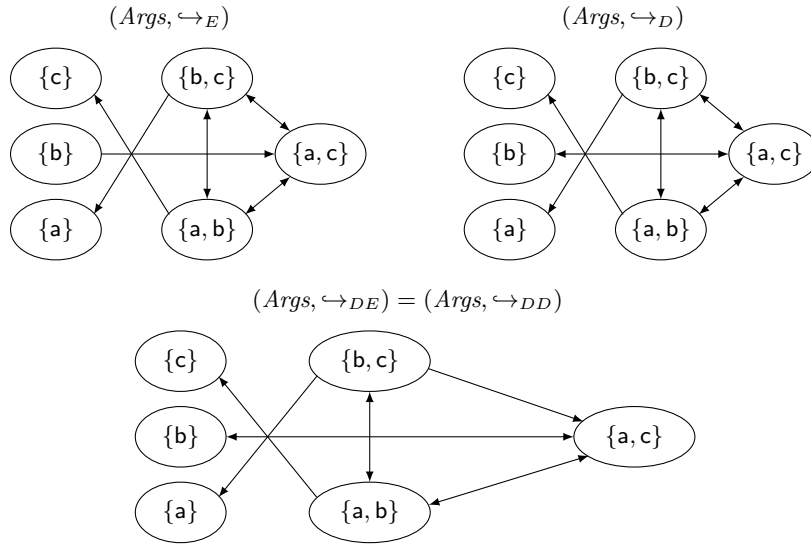 (Args, ↪_E) (Args, ↪_D)
{c} {b, c} {c} {b, c}
{b} {a, c} {b} {a, c}
{a} {a, b} {a} {a, b}
(Args, ↪_DE) = (Args, ↪_DD)
{c} {b, c}
{b} {a, c}
{a} {a, b}